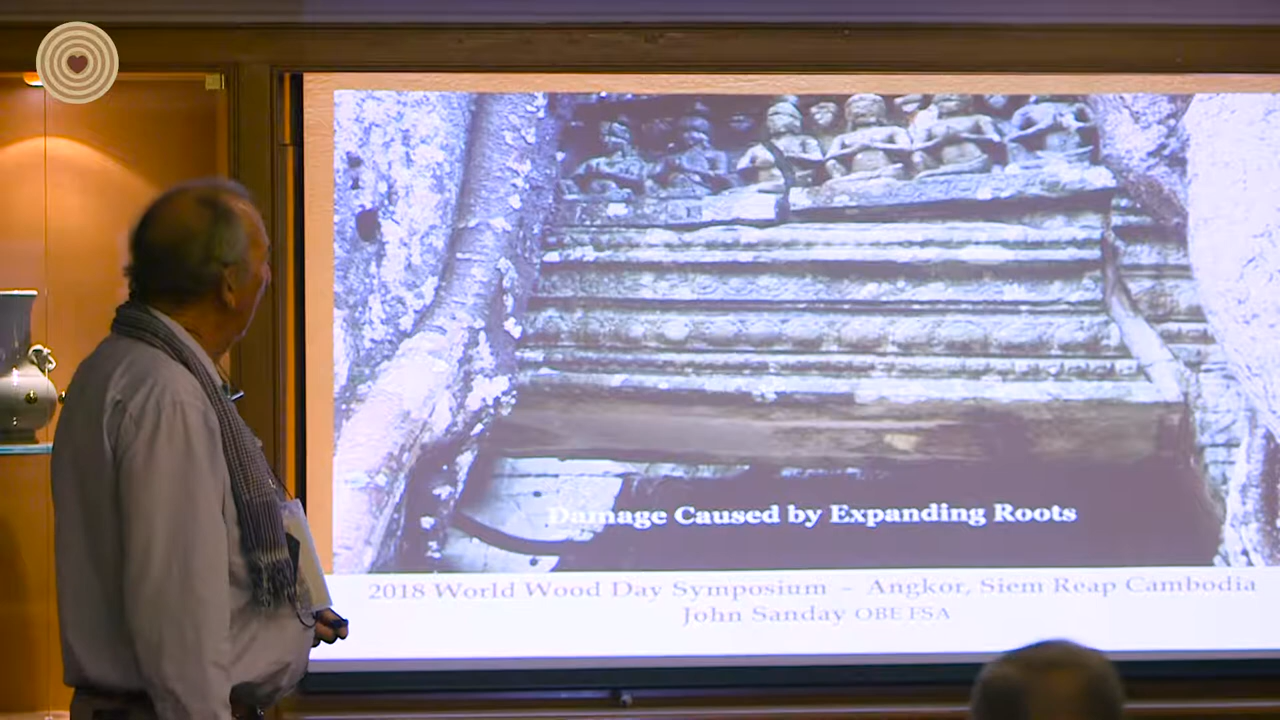 Damage Caused by Expanding Roots
2018 World Wood Day Symposium – Angkor, Siem Reap Cambodia
John Sanday OBE FSA